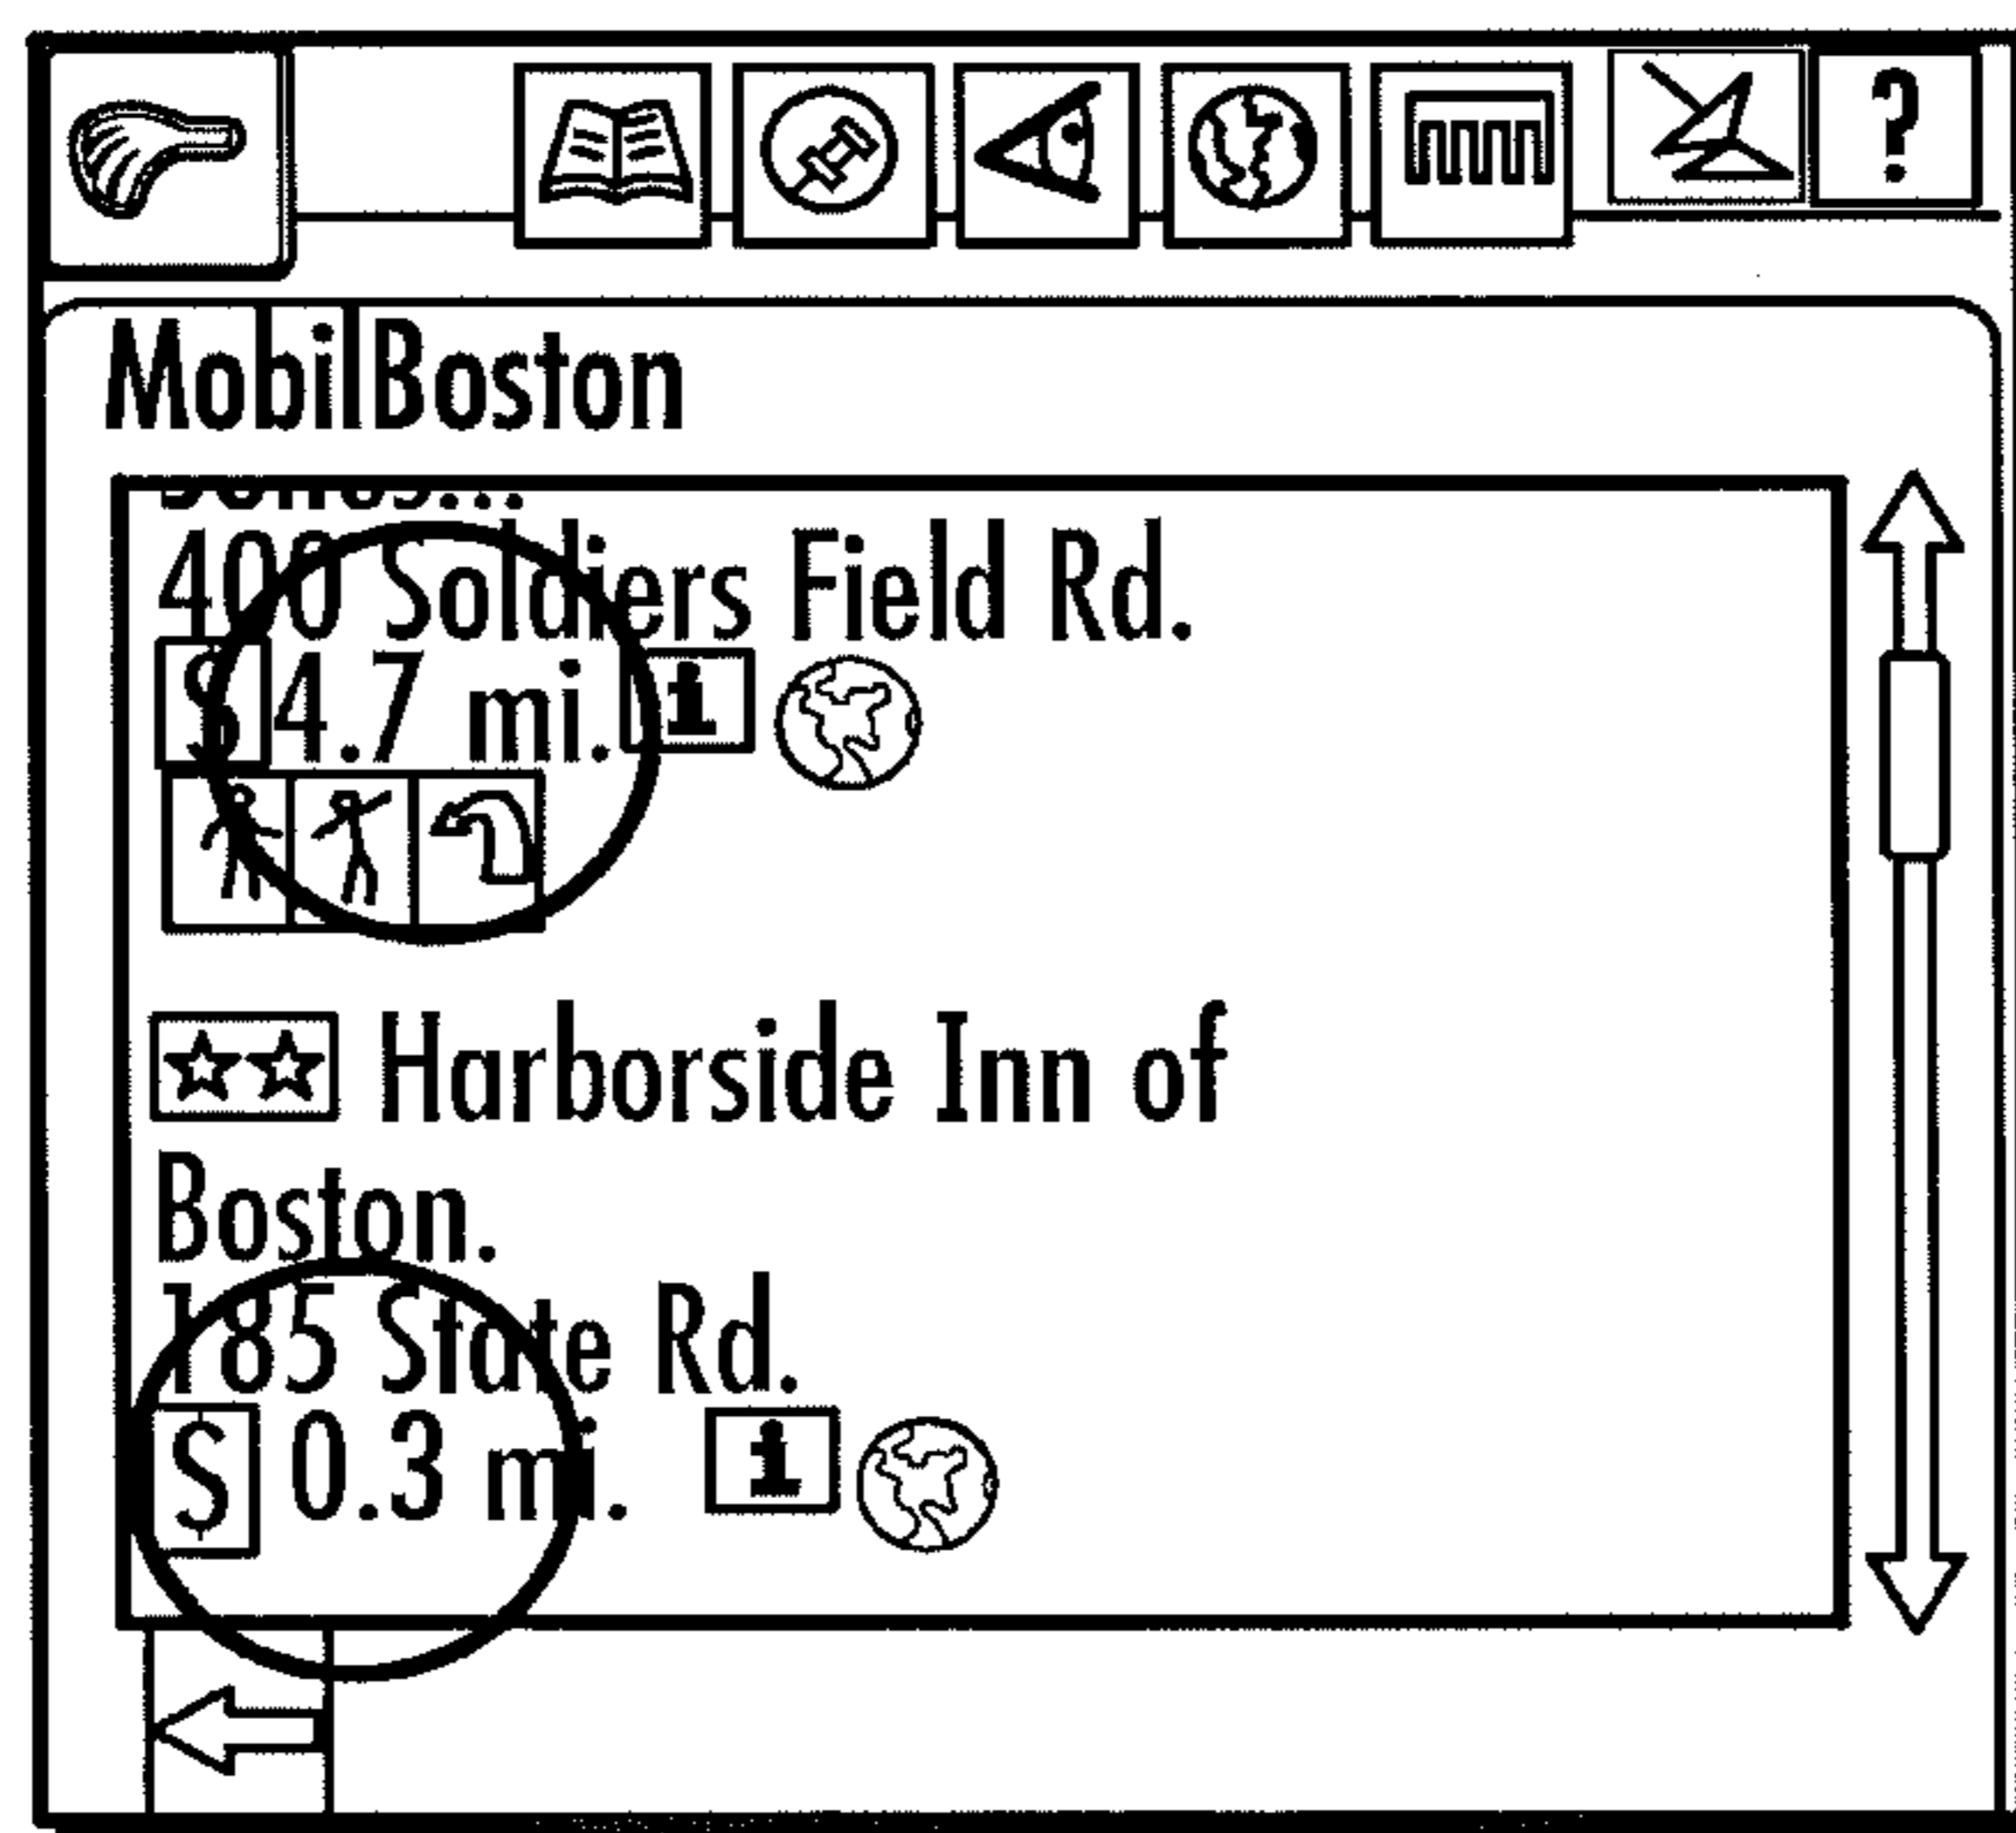 ?
MobilBoston
400 Soldiers Field Rd.
$ 4.7 mi. i
Harborside Inn of
Boston.
185 State Rd.
$ 0.3 mi. i